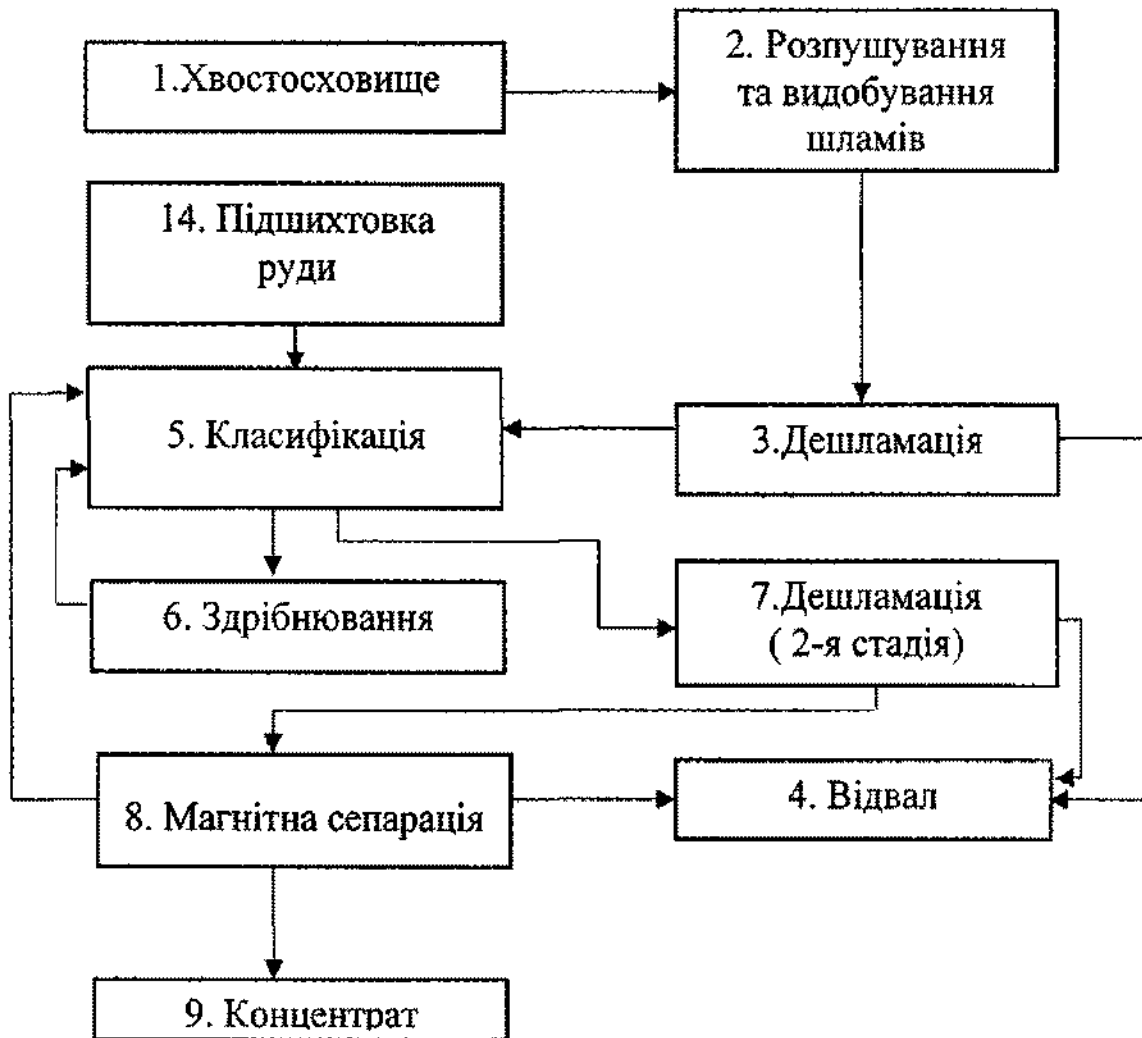 1.Хвостосховище
2. Розпушування
та видобування
шламів
14. Підшихтовка
руди
5. Класифікація
3.Дешламація
6. Здрібнювання
7.Дешламація
( 2-я стадія)
8. Магнітна сепарація
4. Відвал
9. Концентрат